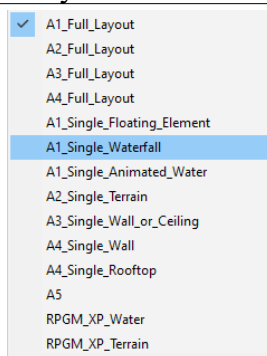 A1_Full_Layout
A2_Full_Layout
A3_Full_Layout
A4_Full_Layout
A1_Single_Floating_Element
A1_Single_Waterfall
A1_Single_Animated_Water
A2_Single_Terrain
A3_Single_Wall_or_Ceiling
A4_Single_Wall
A4_Single_Rooftop
A5
RPGM_XP_Water
RPGM_XP_Terrain